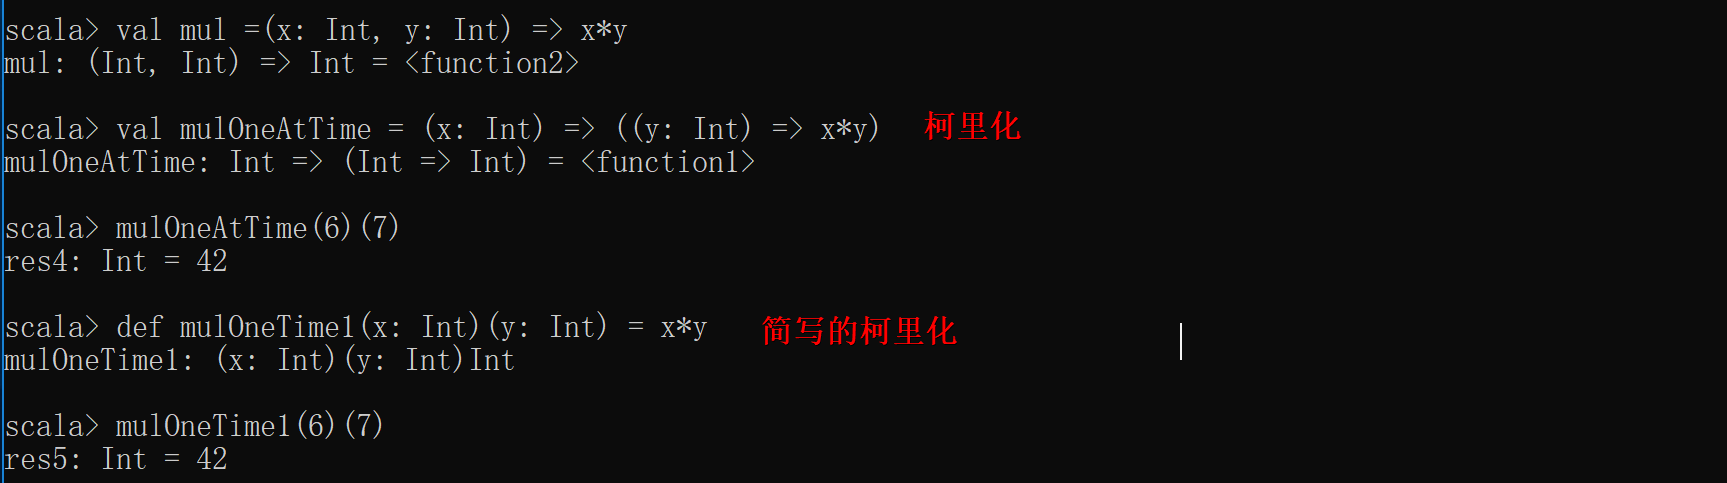 scala> val mul =(x: Int, y: Int) => x*y
mul: (Int, Int) => Int = <function2>
scala> val mulOneAtTime = (x: Int) => ((y: Int) => x*y) 柯里化
mulOneAtTime: Int => (Int => Int) = <function1>
scala> mulOneAtTime(6)(7)
res4: Int = 42
scala> def mulOneTime1(x: Int)(y: Int) = x*y 简写的柯里化
mulOneTime1: (x: Int)(y: Int)Int
scala> mulOneTime1(6)(7)
res5: Int = 42